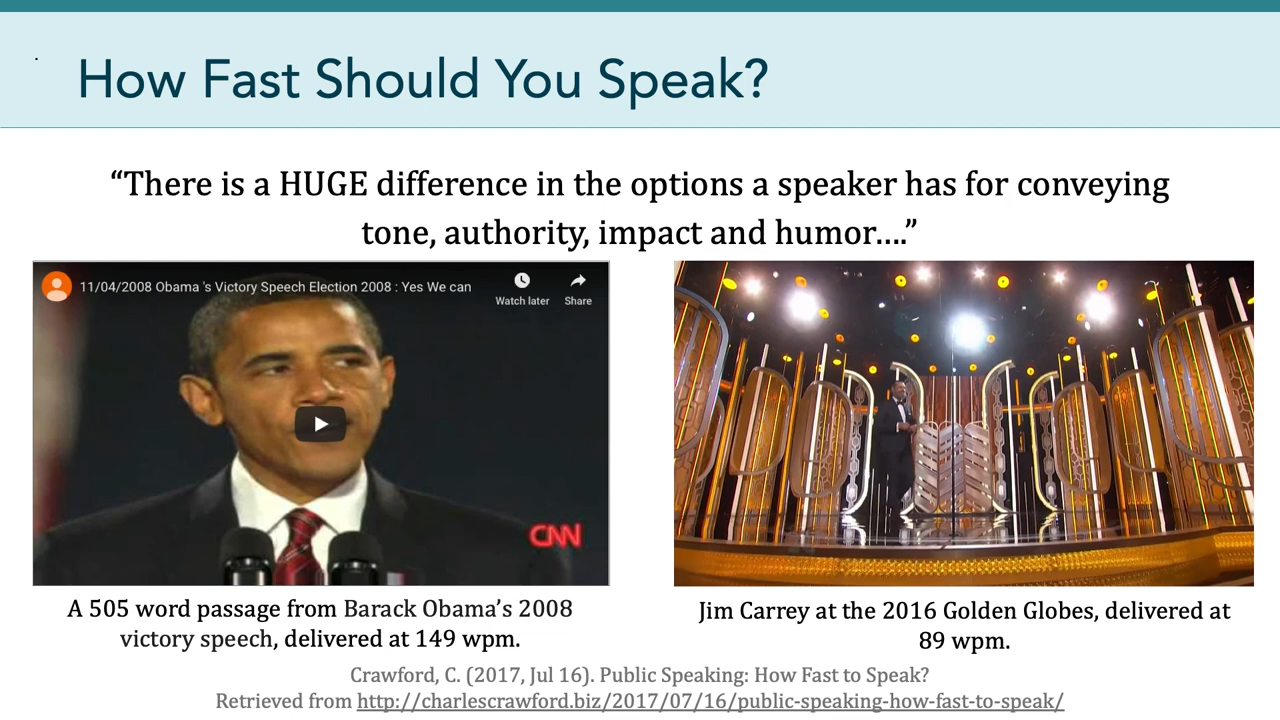 How Fast Should You Speak?
“There is a HUGE difference in the options a speaker has for conveying
tone, authority, impact and humor....”
11/04/2008 Obama 's Victory Speech Election 2008 : Yes We can
Watch later
Share
CNN
A 505 word passage from Barack Obama’s 2008
victory speech, delivered at 149 wpm.
Jim Carrey at the 2016 Golden Globes, delivered at
89 wpm.
Crawford, C. (2017, Jul 16). Public Speaking: How Fast to Speak?
Retrieved from http://charlescrawford.biz/2017/07/16/public-speaking-how-fast-to-speak/